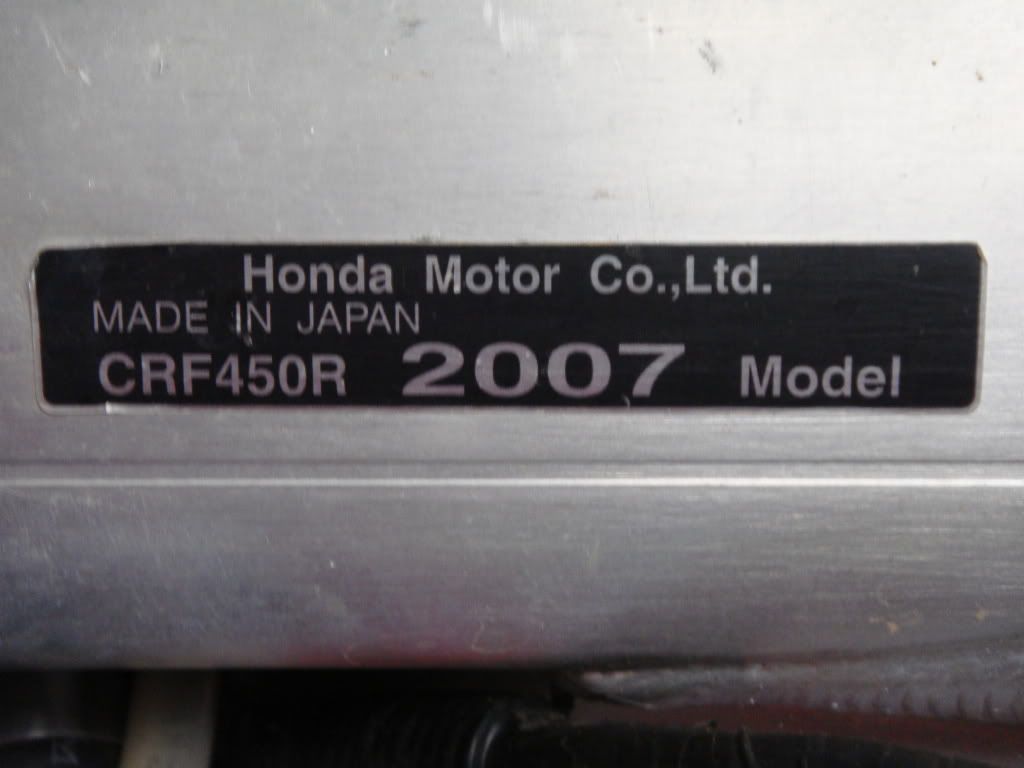 Honda Motor Co.,Ltd.
MADE IN JAPAN
CRF450R 2007 Model